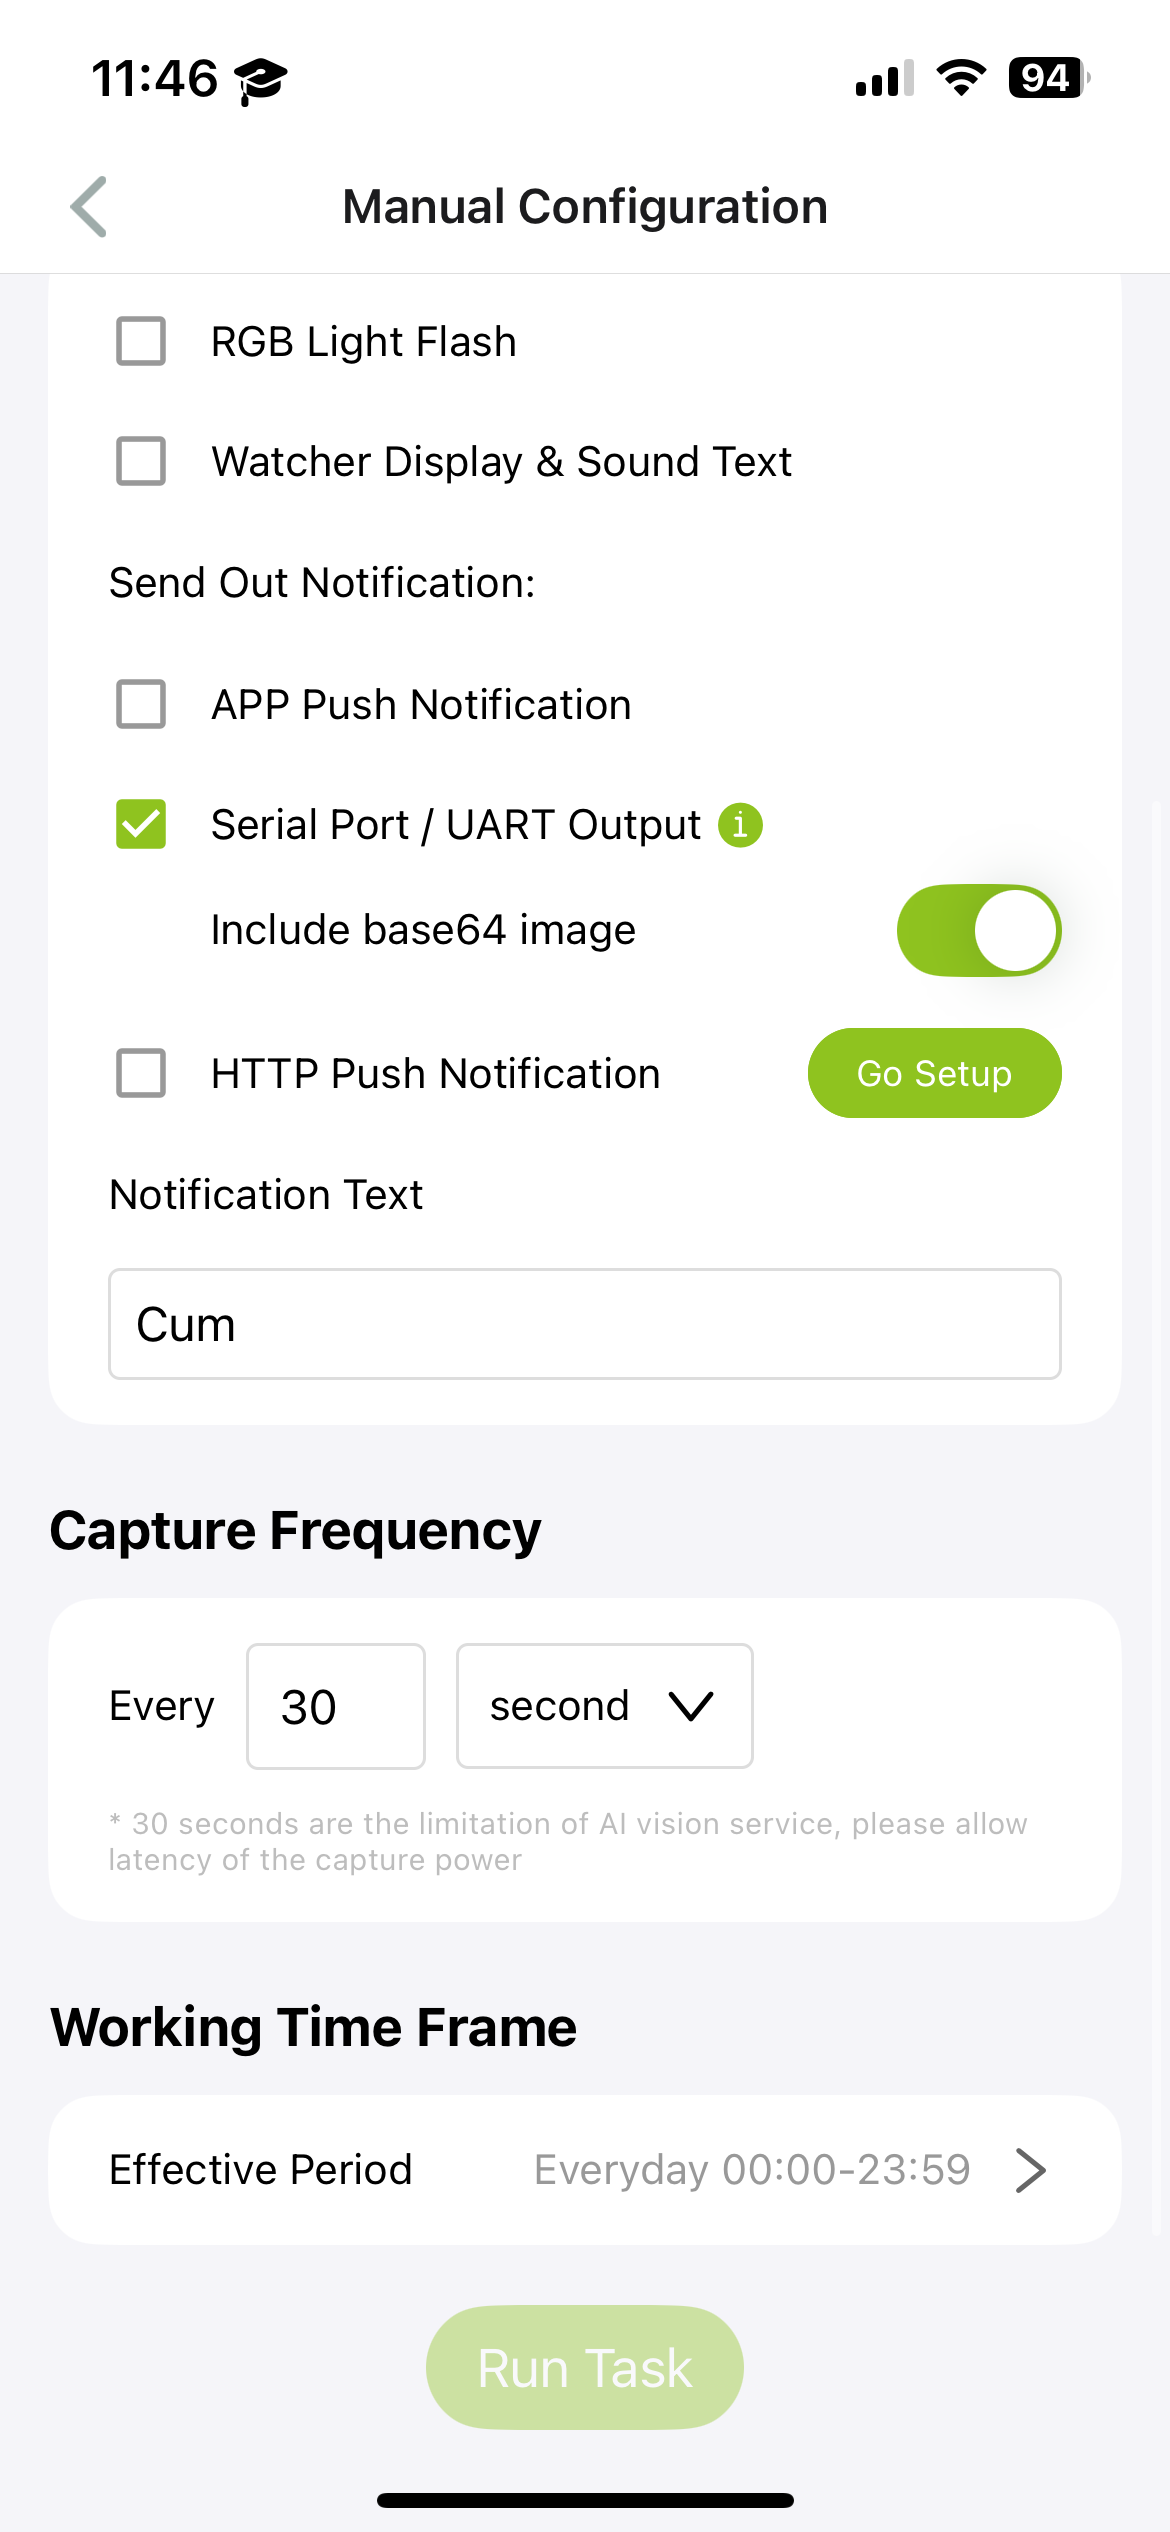 11:46
94
Manual Configuration
RGB Light Flash
Watcher Display & Sound Text
Send Out Notification:
APP Push Notification
Serial Port / UART Output i
Include base64 image
HTTP Push Notification Go Setup
Notification Text
Cum
Capture Frequency
Every 30 second
* 30 seconds are the limitation of AI vision service, please allow
latency of the capture power
Working Time Frame
Effective Period Everyday 00:00-23:59
Run Task